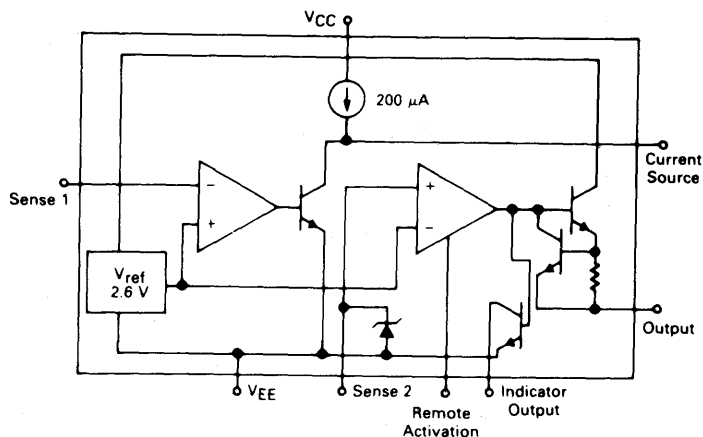 VCC
200 μA
Current
Source
Sense 1
-
+
+
-
Vref
2.6 V
Output
VEE
Sense 2
Remote
Activation
Indicator
Output